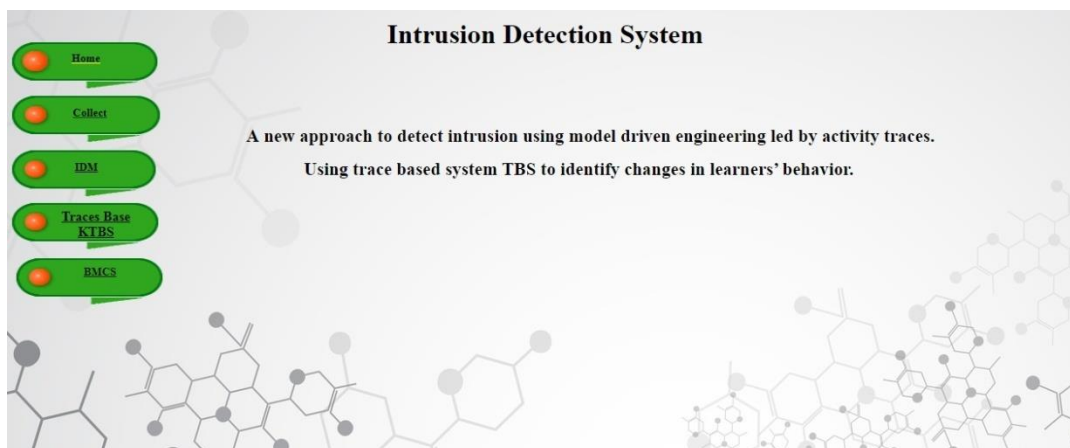 Intrusion Detection System
Home
Collect
IDM
Traces Base
KTBS
BMCS
A new approach to detect intrusion using model driven engineering led by activity traces.
Using trace based system TBS to identify changes in learners’ behavior.